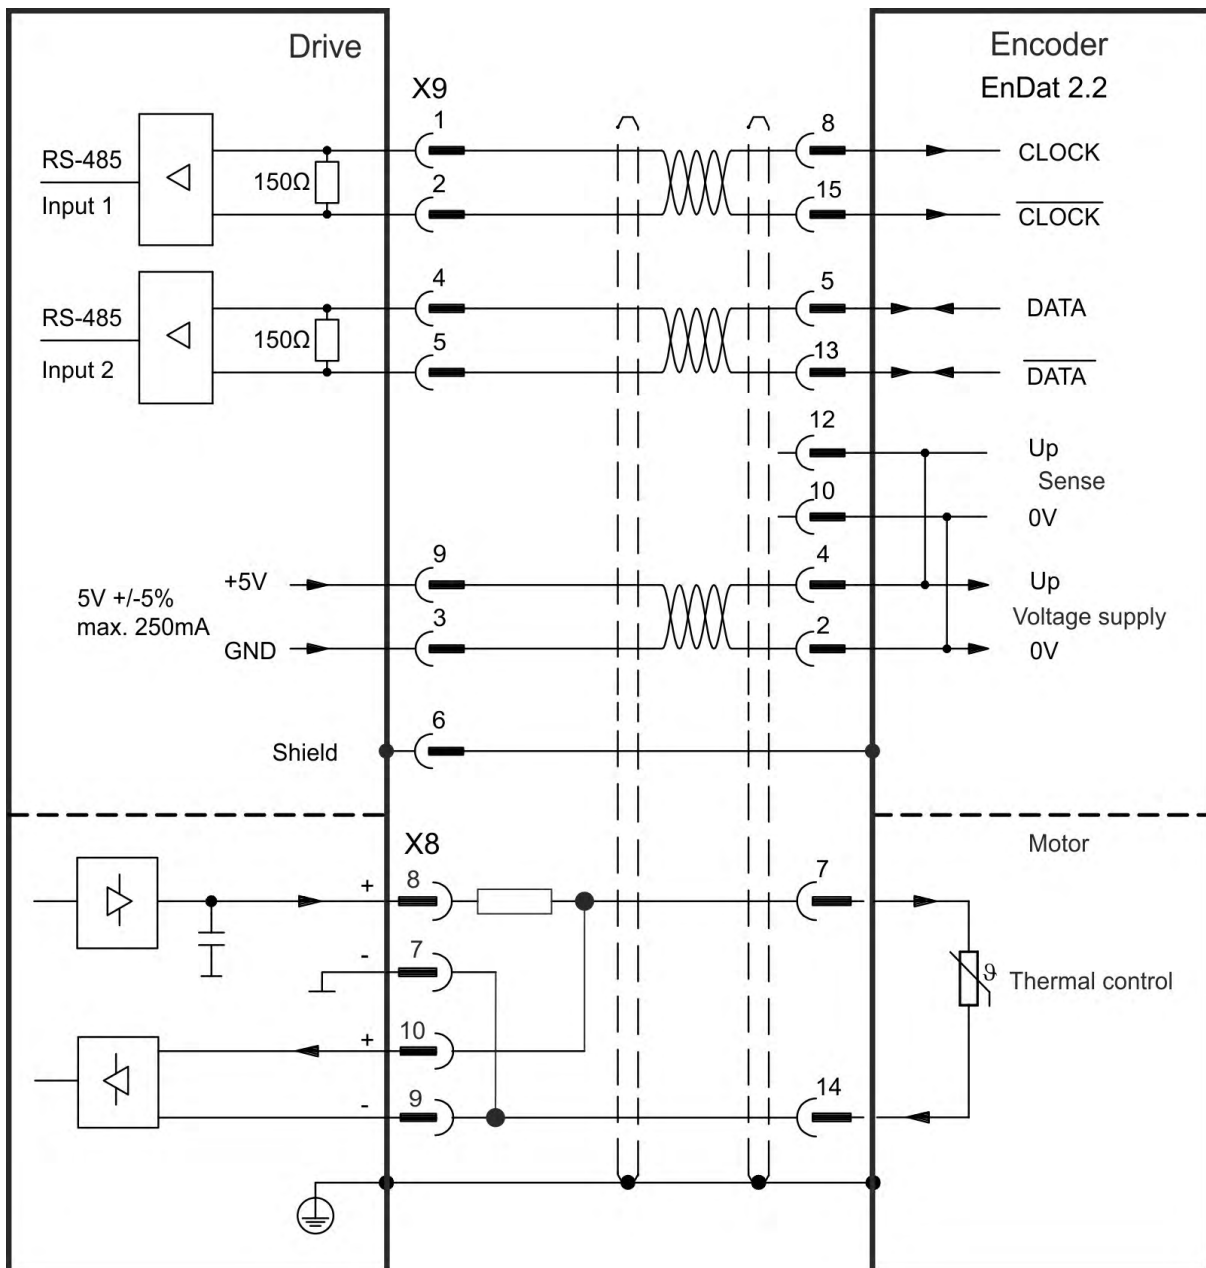 Drive
Encoder
EnDat 2.2
X9
1
8
RS-485
Input 1
150Ω
CLOCK
2
15
CLOCK
4
5
RS-485
Input 2
150Ω
DATA
5
13
DATA
12
Up
Sense
10
0V
9
4
+5V
Up
5V +/-5%
max. 250mA
Voltage supply
3
2
GND
0V
6
Shield
X8
Motor
8
7
+
7
-
ϑ
Thermal control
10
+
9
14
-